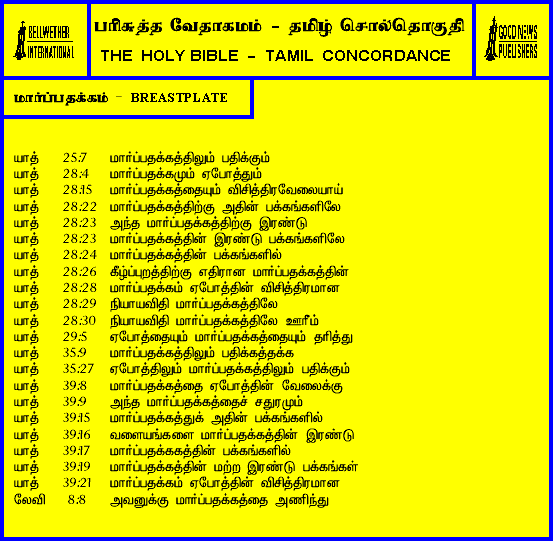 BELLWETHER
INTERNATIONAL
பரிசுத்த வேதாகமம் - தமிழ் சொல்தொகுதி
THE HOLY BIBLE - TAMIL CONCORDANCE
GOOD NEWS
PUBLISHERS
மார்ப்பதக்கம் - BREASTPLATE
யாத் 25:7 மார்ப்பதக்கத்திலும் பதிக்கும்
யாத் 28:4 மார்ப்பதக்கமும் ஏபோத்தும்
யாத் 28:15 மார்ப்பதக்கத்தையும் விசித்திரவேலையாய்
யாத் 28:22 மார்ப்பதக்கத்திற்கு அதின் பக்கங்களிலே
யாத் 28:23 அந்த மார்ப்பதக்கத்திற்கு இரண்டு
யாத் 28:23 மார்ப்பதக்கத்தின் இரண்டு பக்கங்களிலே
யாத் 28:24 மார்ப்பதக்கத்தின் பக்கங்களில்
யாத் 28:26 கீழ்ப்புறத்திற்கு எதிரான மார்ப்பதக்கத்தின்
யாத் 28:28 மார்ப்பதக்கம் ஏபோத்தின் விசித்திரமான
யாத் 28:29 நியாயவிதி மார்ப்பதக்கத்திலே
யாத் 28:30 நியாயவிதி மார்ப்பதக்கத்திலே ஊரீம்
யாத் 29:5 ஏபோத்தையும் மார்ப்பதக்கத்தையும் தரித்து
யாத் 35:9 மார்ப்பதக்கத்திலும் பதிக்கத்தக்க
யாத் 35:27 ஏபோத்திலும் மார்ப்பதக்கத்திலும் பதிக்கும்
யாத் 39:8 மார்ப்பதக்கத்தை ஏபோத்தின் வேலைக்கு
யாத் 39:9 அந்த மார்ப்பதக்கத்தைச் சதுரமும்
யாத் 39:15 மார்ப்பதக்கத்துக் அதின் பக்கங்களில்
யாத் 39:16 வளையங்களை மார்ப்பதக்கத்தின் இரண்டு
யாத் 39:17 மார்ப்பதக்ககத்தின் பக்கங்களில்
யாத் 39:19 மார்ப்பதக்கத்தின் மற்ற இரண்டு பக்கங்கள்
யாத் 39:21 மார்ப்பதக்கம் ஏபோத்தின் விசித்திரமான
லேவி 8:8 அவனுக்கு மார்ப்பதக்கத்தை அணிந்து